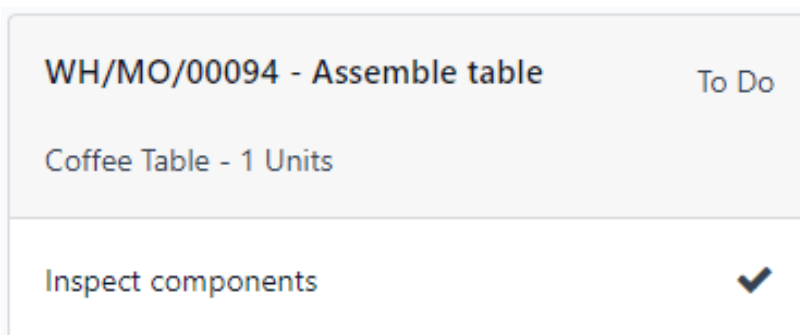 WH/MO/00094 - Assemble table
To Do
Coffee Table - 1 Units
Inspect components